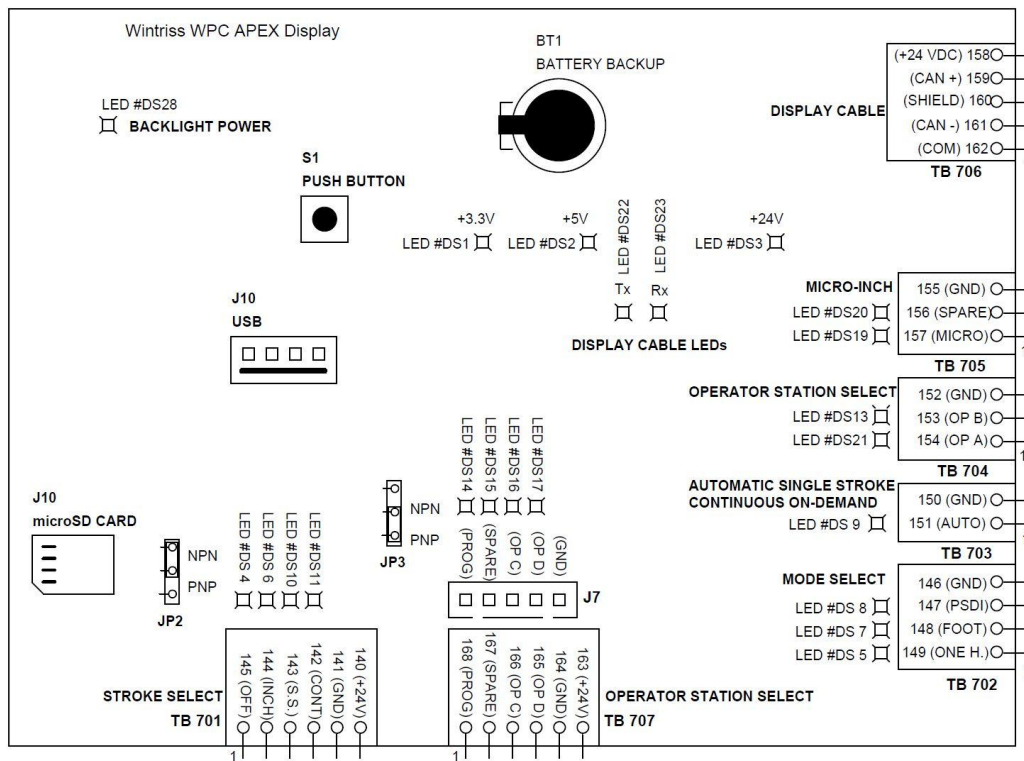 Wintriss WPC APEX Display
BT1
BATTERY BACKUP
LED #DS28
BACKLIGHT POWER
S1
PUSH BUTTON
DISPLAY CABLE
(+24 VDC) 158
(CAN +) 159
(SHIELD) 160
(CAN -) 161
(COM) 162
TB 706
+3.3V
LED #DS1
+5V
LED #DS2
LED #DS22
Tx
LED #DS23
Rx
+24V
LED #DS3
DISPLAY CABLE LEDs
J10
USB
MICRO-INCH
LED #DS20
LED #DS19
155 (GND)
156 (SPARE)
157 (MICRO)
1
TB 705
OPERATOR STATION SELECT
LED #DS13
LED #DS21
152 (GND)
153 (OP B)
154 (OP A)
1
TB 704
AUTOMATIC SINGLE STROKE
CONTINUOUS ON-DEMAND
LED #DS 9
150 (GND)
151 (AUTO)
1
TB 703
MODE SELECT
LED #DS 8
LED #DS 7
LED #DS 5
146 (GND)
147 (PSDI)
148 (FOOT)
149 (ONE H.)
TB 702
J10
microSD CARD
NPN
PNP
JP2
LED #DS 4
LED #DS 6
LED #DS10
LED #DS11
NPN
PNP
JP3
LED #DS14
LED #DS15
LED #DS16
LED #DS17
(PROG)
(SPARE)
(OP C)
(OP D)
(GND)
J7
STROKE SELECT
TB 701
145 (OFF)
144 (INCH)
143 (S.S.)
142 (CONT)
141 (GND)
140 (+24V)
1
168 (PROG)
167 (SPARE)
166 (OP C)
165 (OP D)
164 (GND)
163 (+24V)
1
OPERATOR STATION SELECT
TB 707